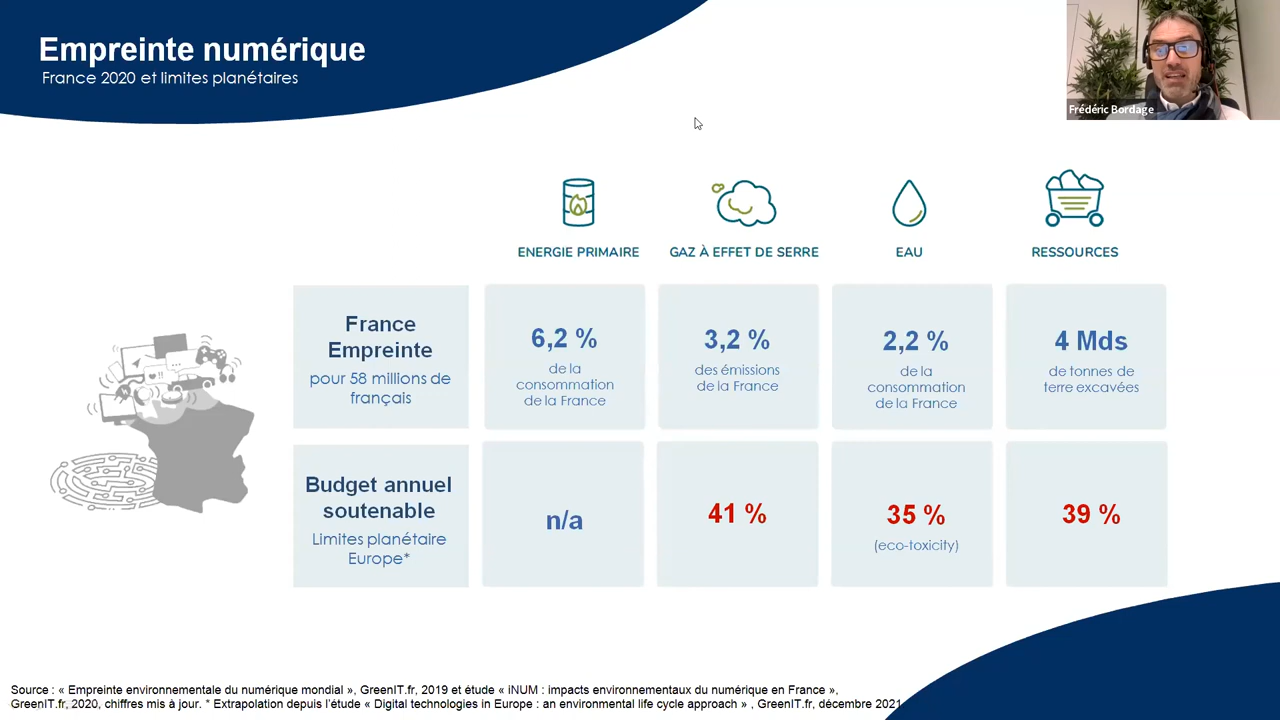 Empreinte numérique
France 2020 et limites planétaires
Frédéric Bordage
ENERGIE PRIMAIRE
GAZ À EFFET DE SERRE
EAU
RESSOURCES
France
Empreinte
pour 58 millions de
français
6,2 %
de la
consommation
de la France
3,2 %
des émissions
de la France
2,2 %
de la
consommation
de la France
4 Mds
de tonnes de
terre excavées
Budget annuel
soutenable
Limites planétaire
Europe*
n/a
41 %
35 %
(eco-toxicity)
39 %
Source : « Empreinte environnementale du numérique mondial », GreenIT.fr, 2019 et étude « iNUM : impacts environnementaux du numérique en France »,
GreenIT.fr, 2020, chiffres mis à jour. * Extrapolation depuis l'étude « Digital technologies in Europe : an environmental life cycle approach » , GreenIT.fr, décembre 2021